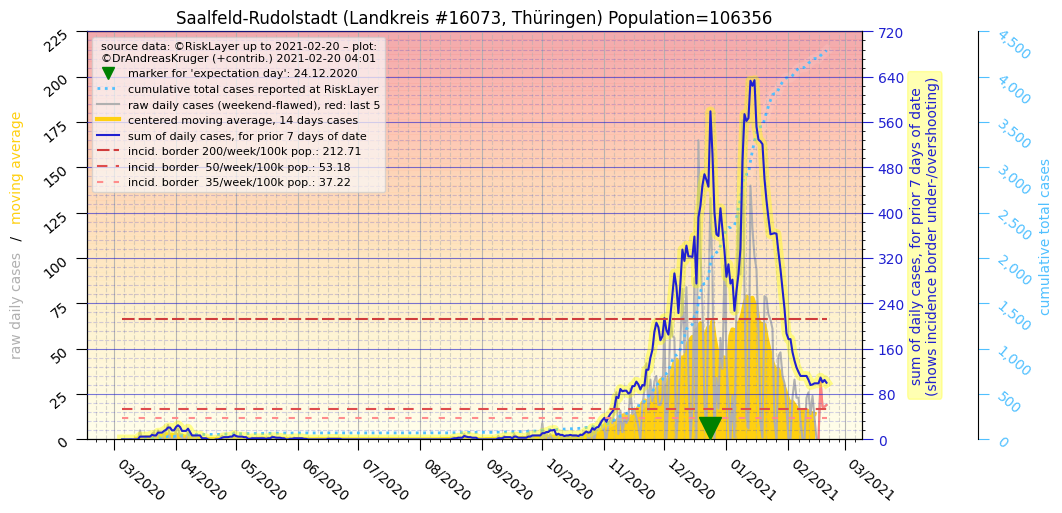 Saalfeld-Rudolstadt (Landkreis #16073, Thüringen) Population=106356
source data: ©RiskLayer up to 2021-02-20 – plot:
©DrAndreasKruger (+contrib.) 2021-02-20 04:01
marker for 'expectation day': 24.12.2020
cumulative total cases reported at RiskLayer
raw daily cases (weekend-flawed), red: last 5
centered moving average, 14 days cases
sum of daily cases, for prior 7 days of date
incid. border 200/week/100k pop.: 212.71
incid. border  50/week/100k pop.: 53.18
incid. border  35/week/100k pop.: 37.22
raw daily cases / moving average
225
200
175
150
125
100
75
50
25
0
03/2020
04/2020
05/2020
06/2020
07/2020
08/2020
09/2020
10/2020
11/2020
12/2020
01/2021
02/2021
03/2021
720
640
560
480
400
320
240
160
80
0
sum of daily cases, for prior 7 days of date
(shows incidence border under-/overshooting)
4,500
4,000
3,500
3,000
2,500
2,000
1,500
1,000
500
0
cumulative total cases